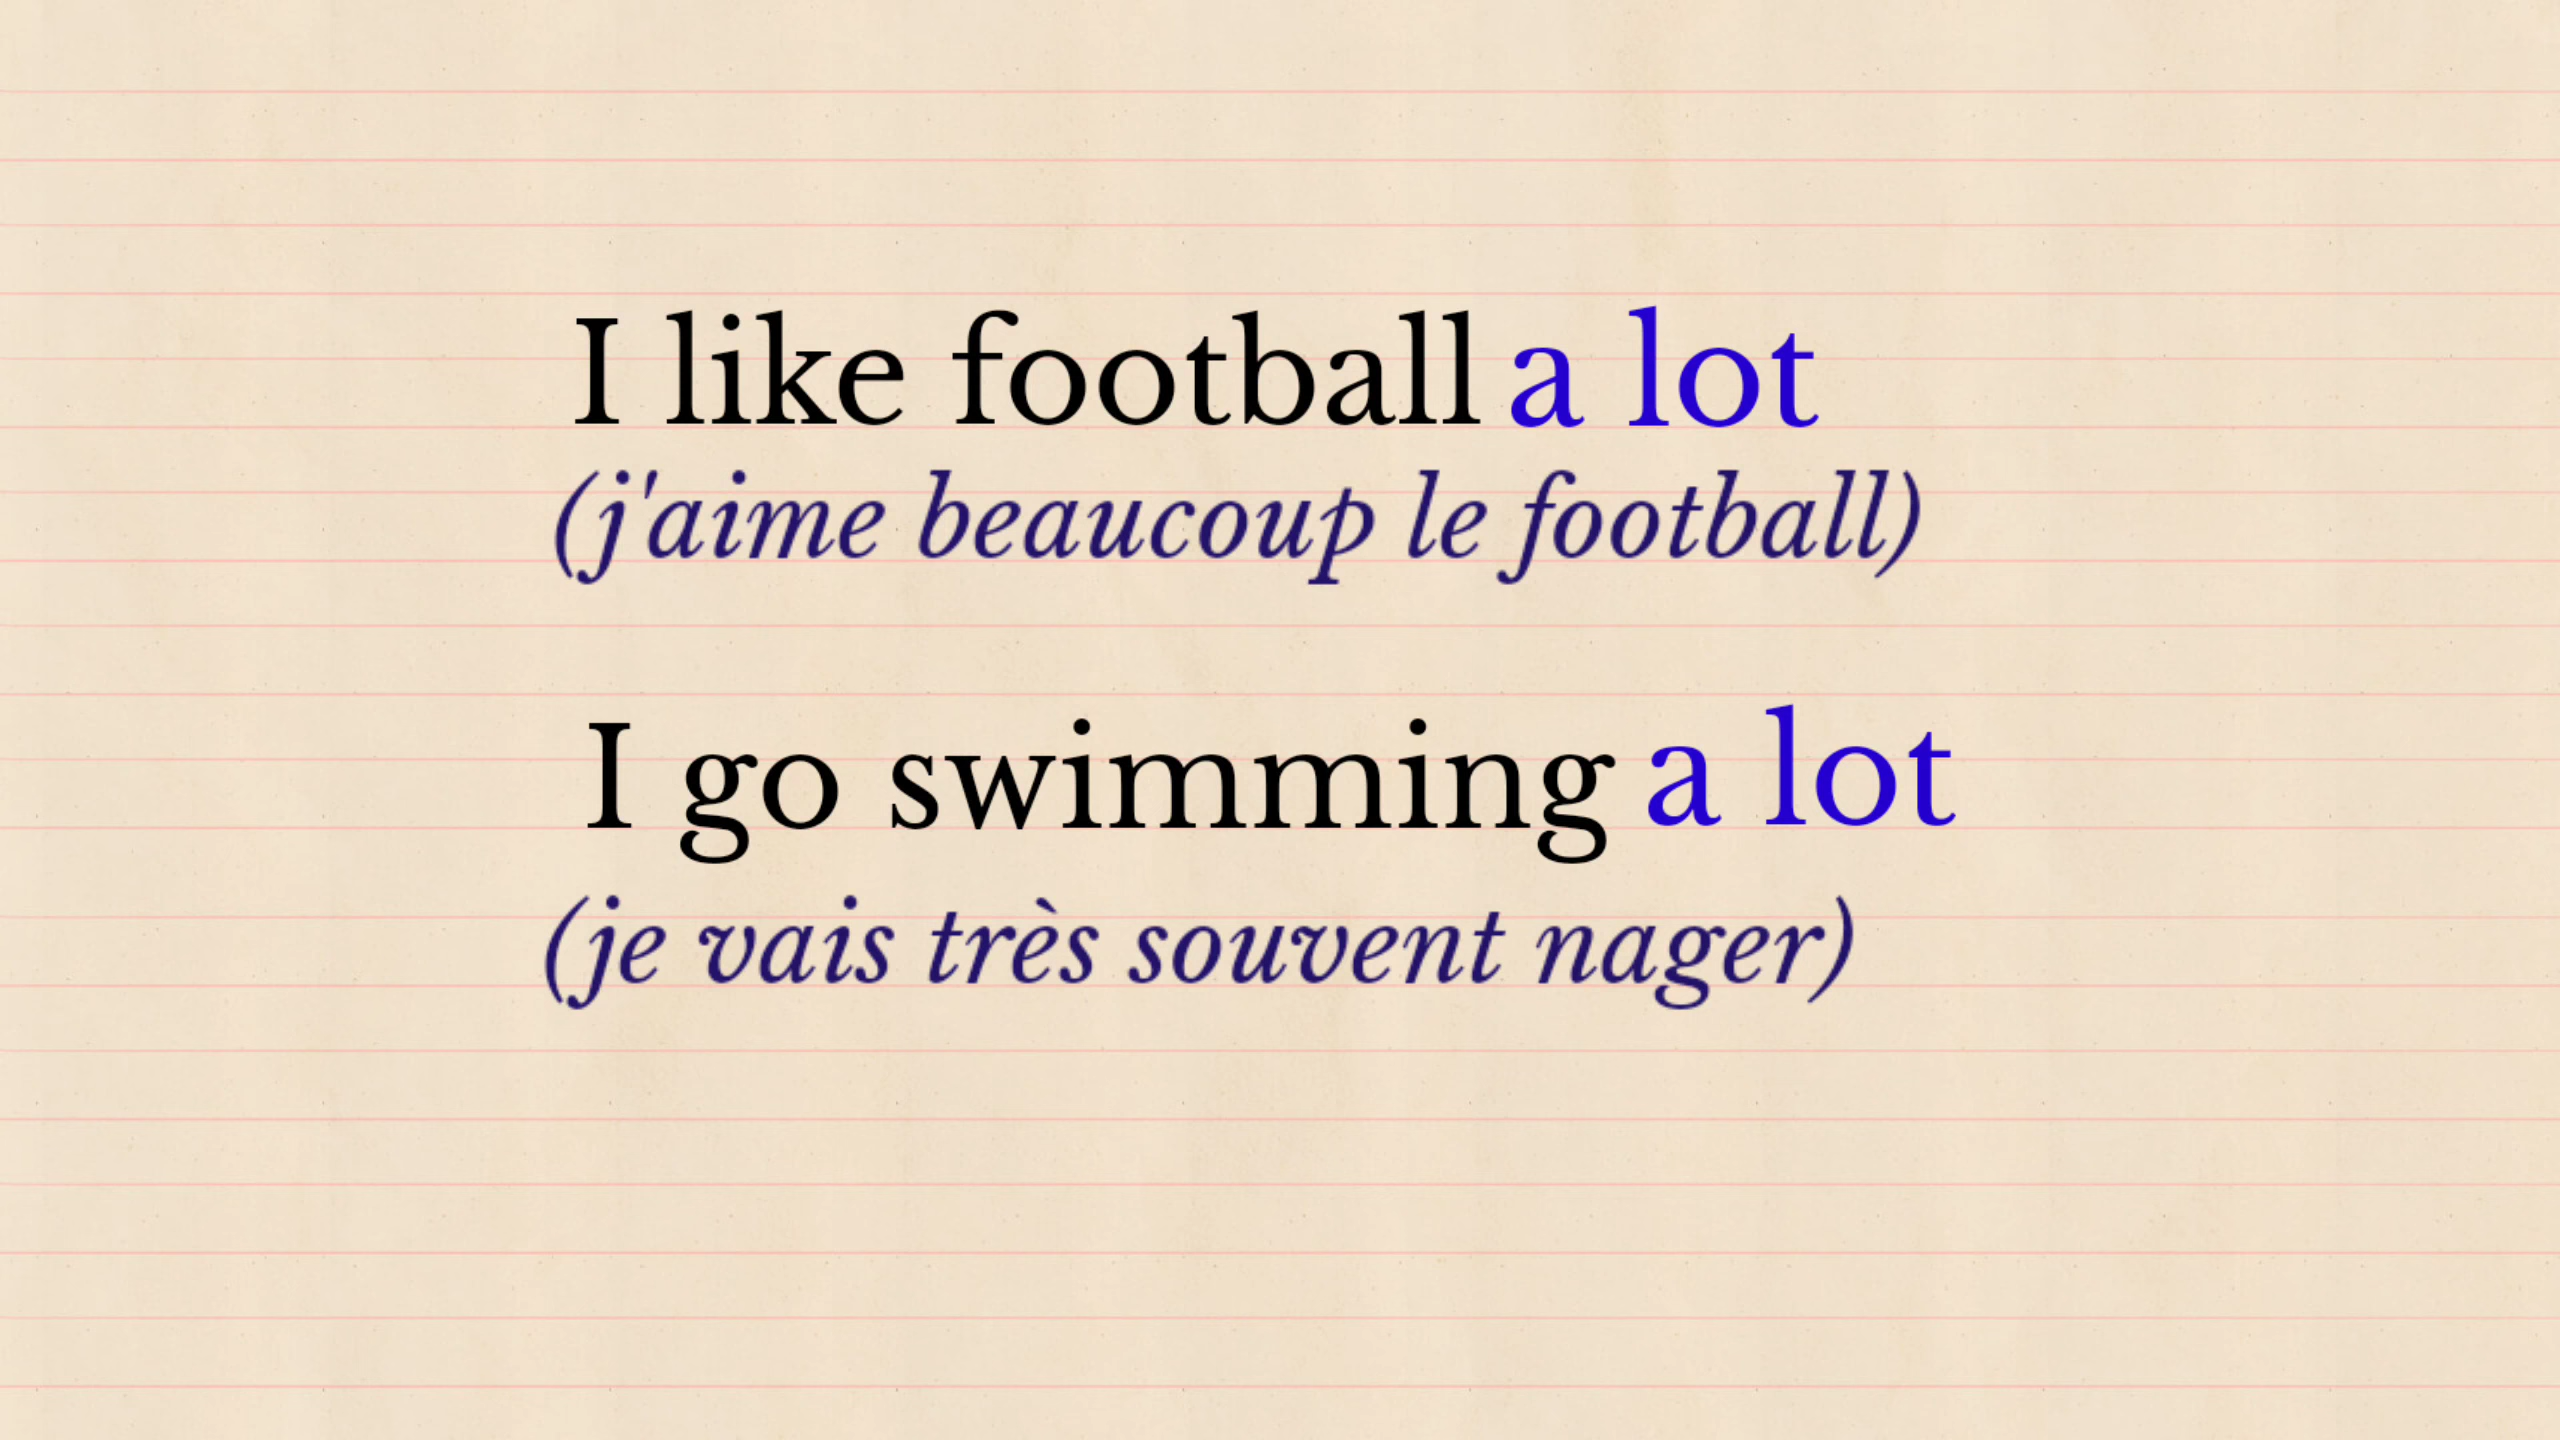 I like football a lot
(j'aime beaucoup le football)
I go swimming a lot
(je vais très souvent nager)